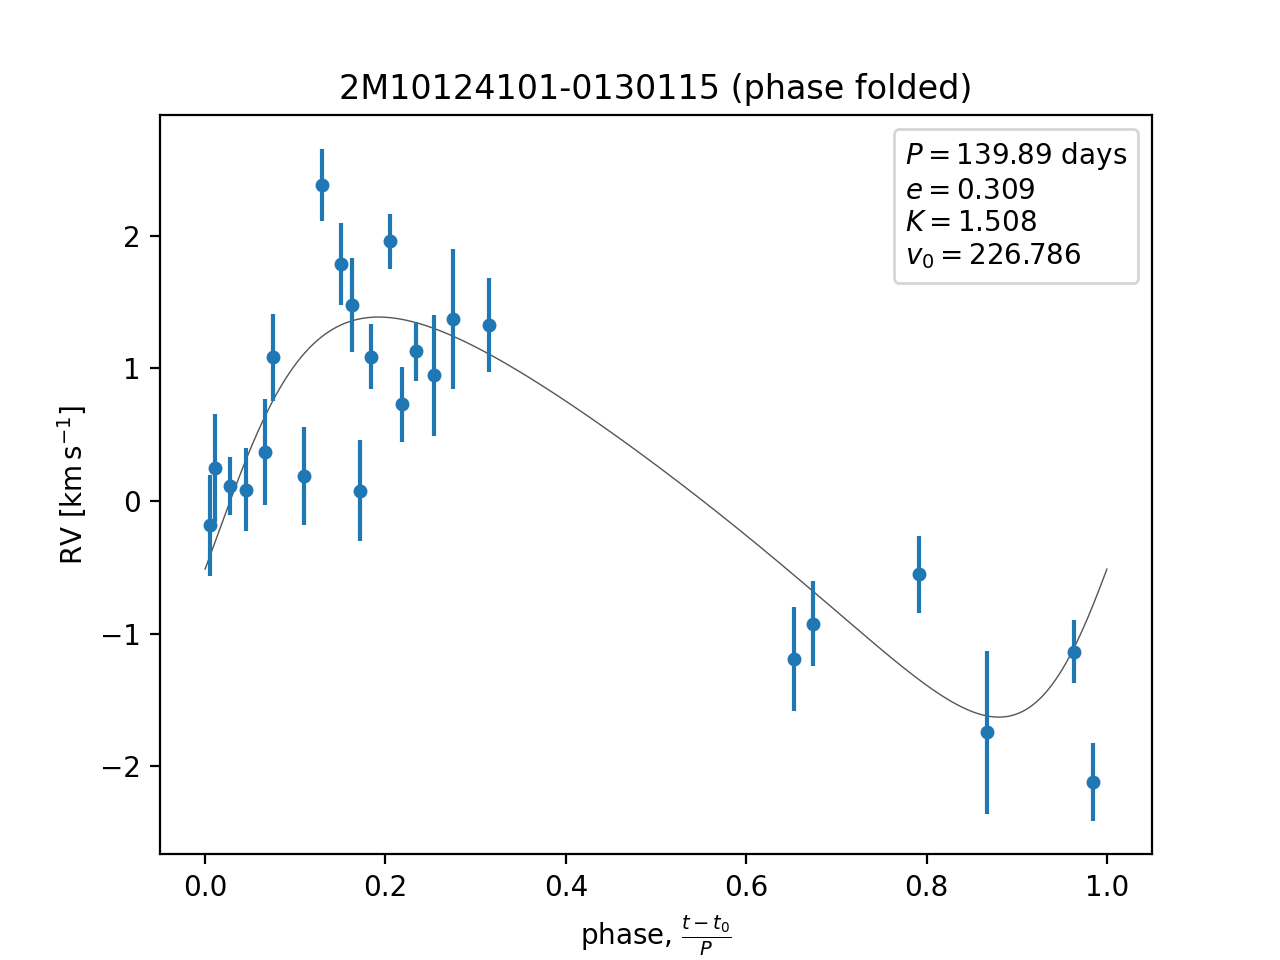 2M10124101-0130115 (phase folded)
P = 139.89 days
e = 0.309
K = 1.508
v₀ = 226.786
RV [km s⁻¹]
2
1
0
−1
−2
0.0 0.2 0.4 0.6 0.8 1.0
phase, (t − t₀)/P